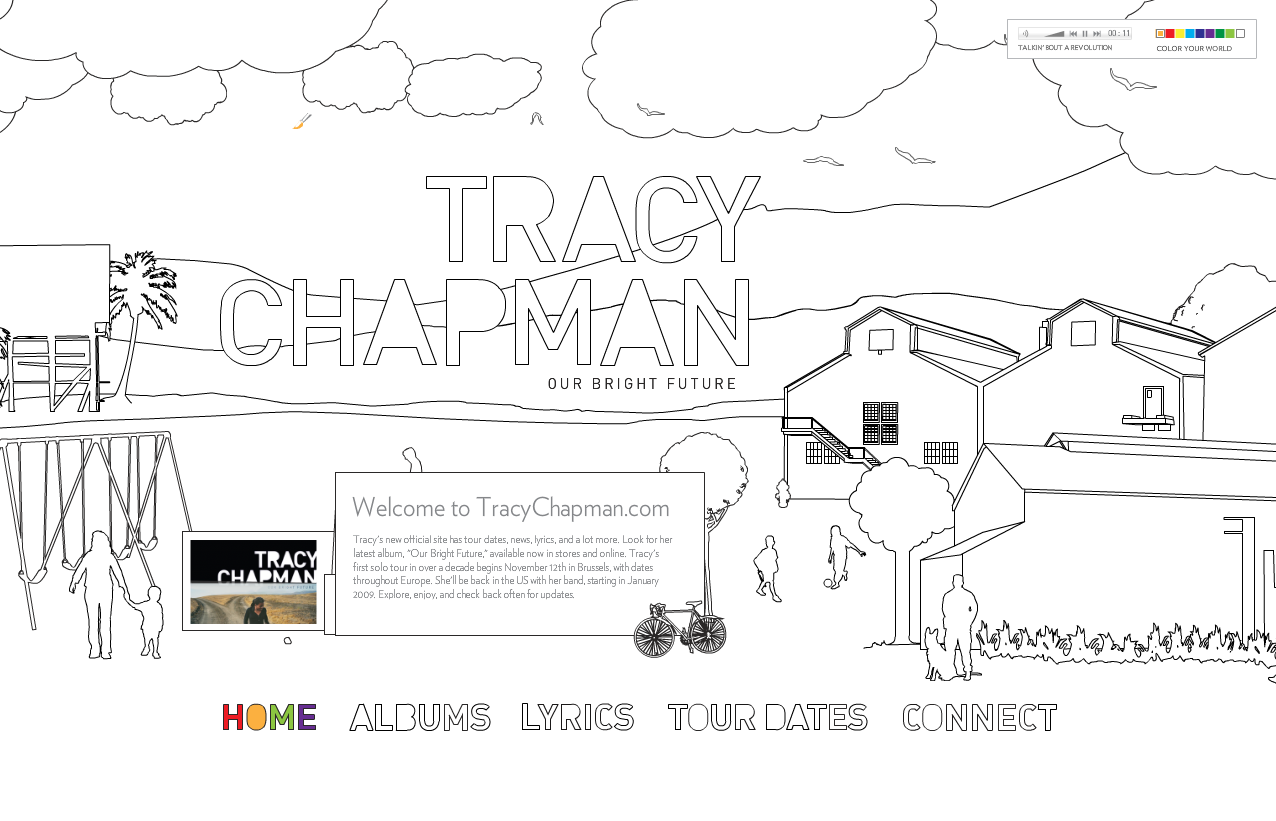 00:11
TALKIN' BOUT A REVOLUTION
COLOR YOUR WORLD
TRACY
CHAPMAN
OUR BRIGHT FUTURE
Welcome to TracyChapman.com
Tracy's new official site has tour dates, news, lyrics, and a lot more. Look for her
latest album, "Our Bright Future," available now in stores and online. Tracy's
first solo tour in over a decade begins November 12th in Brussels, with dates
throughout Europe. She'll be back in the US with her band, starting in January
2009. Explore, enjoy, and check back often for updates.
TRACY
CHAPMAN
HOME ALBUMS LYRICS TOUR DATES CONNECT